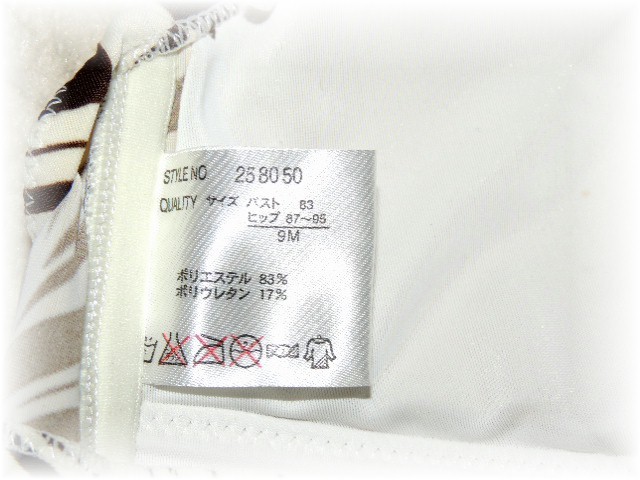 STYLE NO 258050
QUALITY サイズ バスト 83
ヒップ 87〜95
9M
ポリエステル 83%
ポリウレタン 17%